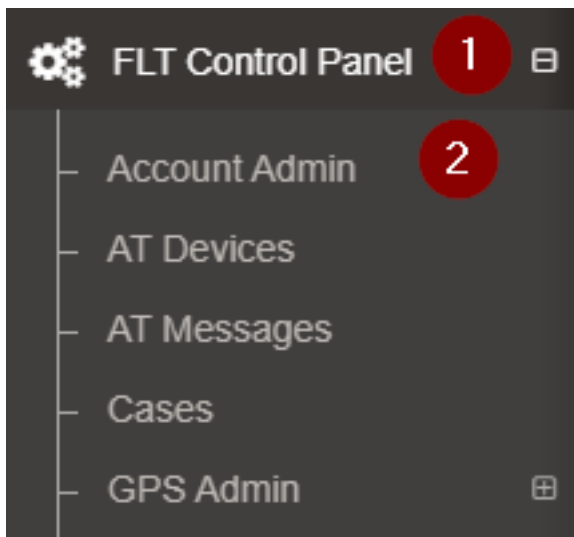 FLT Control Panel 1
Account Admin 2
AT Devices
AT Messages
Cases
GPS Admin